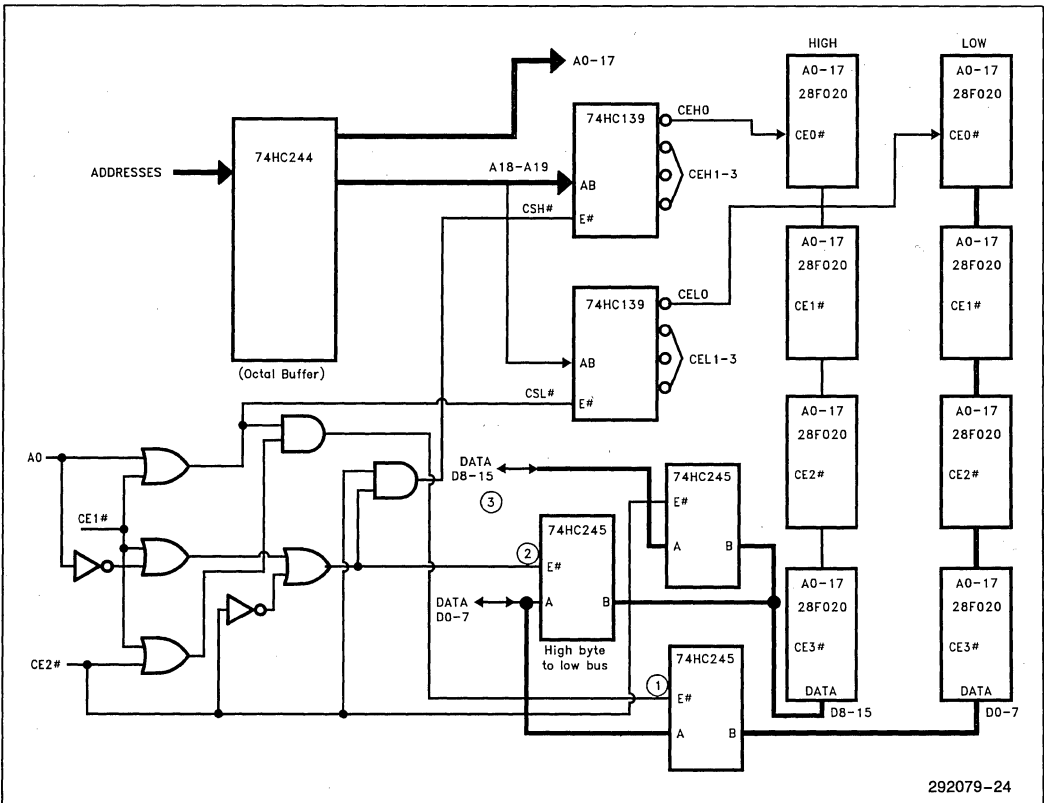 HIGH
LOW
A0-17
A0-17
28F020
CE0#
A0-17
28F020
CE0#
74HC244
ADDRESSES
(Octal Buffer)
74HC139
CEH0
A18-A19
AB
CEH1-3
CSH#
E#
A0-17
28F020
CE1#
A0-17
28F020
CE1#
74HC139
CEL0
AB
CEL1-3
CSL#
E#
A0-17
28F020
CE2#
A0-17
28F020
CE2#
A0
CE1#
CE2#
DATA
D8-15
3
74HC245
E#
A
B
74HC245
2
E#
A
B
DATA
D0-7
High byte
to low bus
74HC245
1
E#
A
B
A0-17
28F020
CE3#
DATA
D8-15
A0-17
28F020
CE3#
DATA
D0-7
292079-24